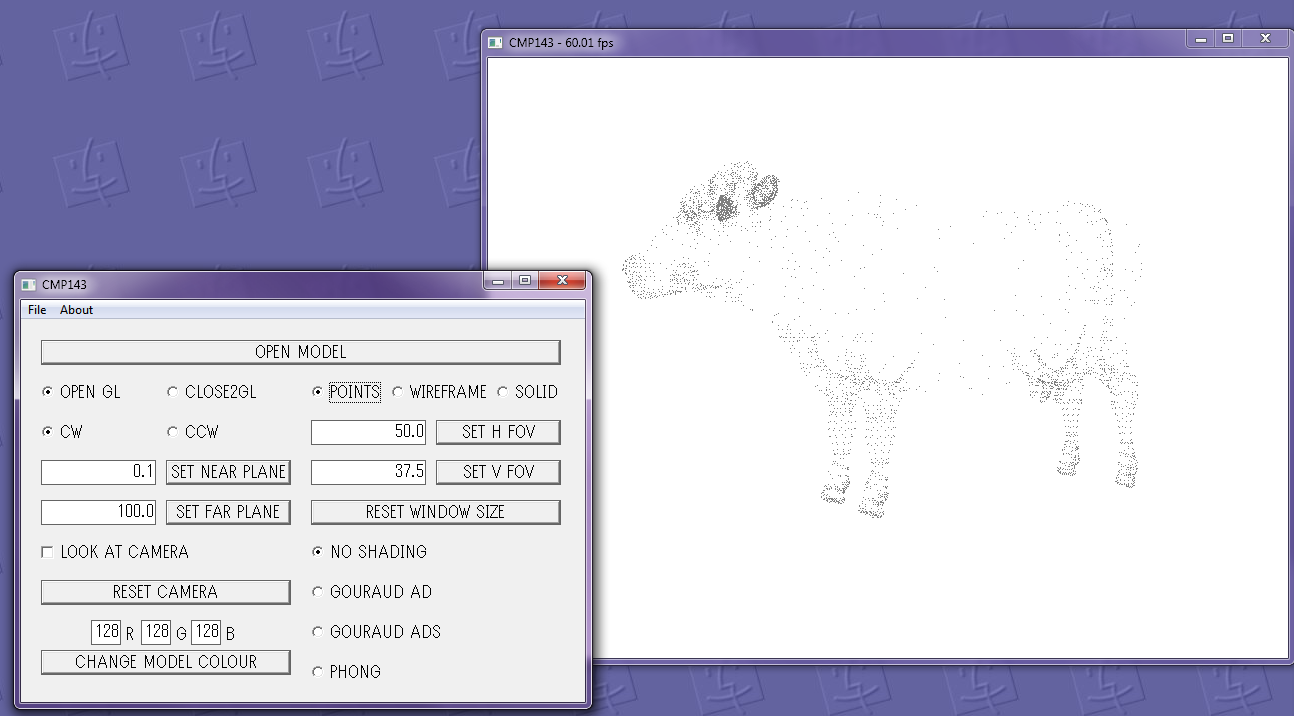 CMP143 - 60.01 fps
CMP143
File About
OPEN MODEL
OPEN GL CLOSE2GL POINTS WIREFRAME SOLID
CW CCW 50.0 SET H FOV
0.1 SET NEAR PLANE 37.5 SET V FOV
100.0 SET FAR PLANE RESET WINDOW SIZE
LOOK AT CAMERA NO SHADING
RESET CAMERA GOURAUD AD
128 R 128 G 128 B GOURAUD ADS
CHANGE MODEL COLOUR PHONG